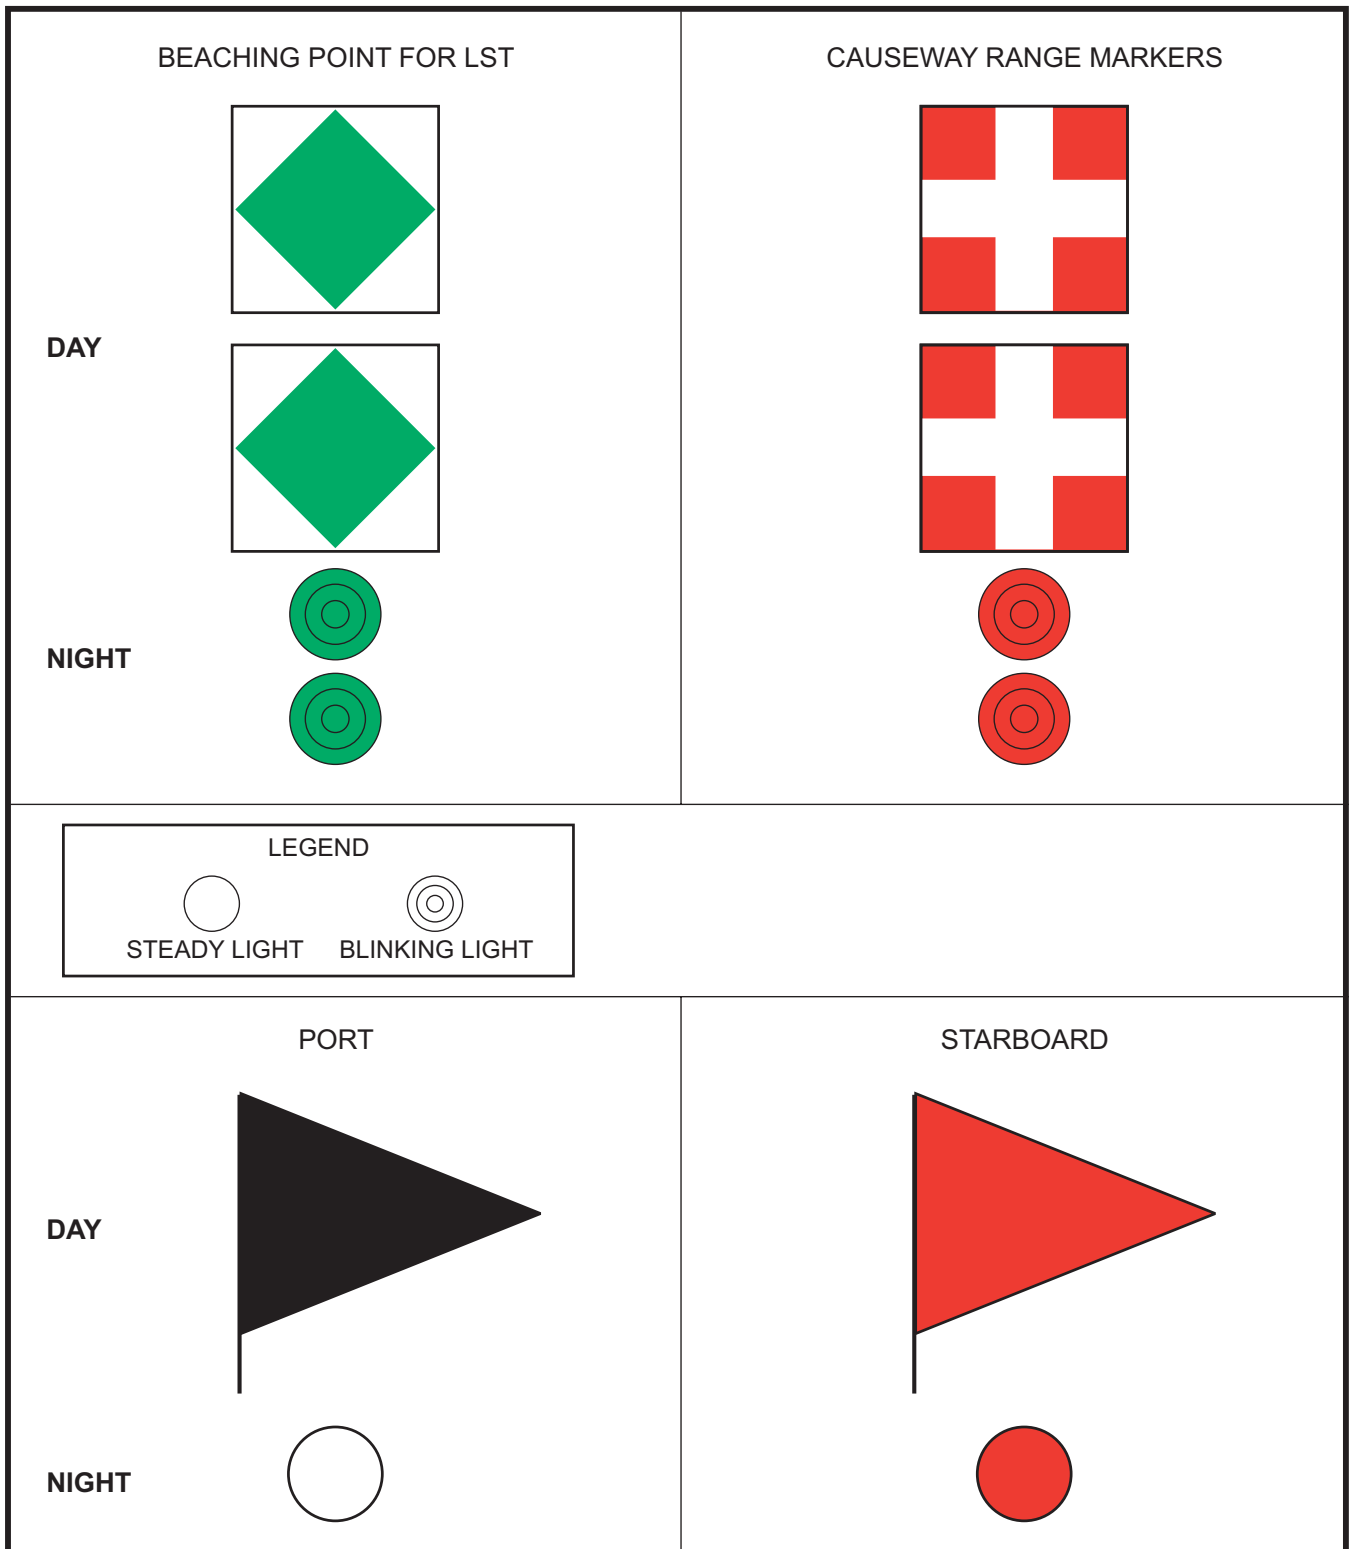 BEACHING POINT FOR LST
CAUSEWAY RANGE MARKERS
DAY
NIGHT
LEGEND
STEADY LIGHT
BLINKING LIGHT
PORT
STARBOARD
DAY
NIGHT